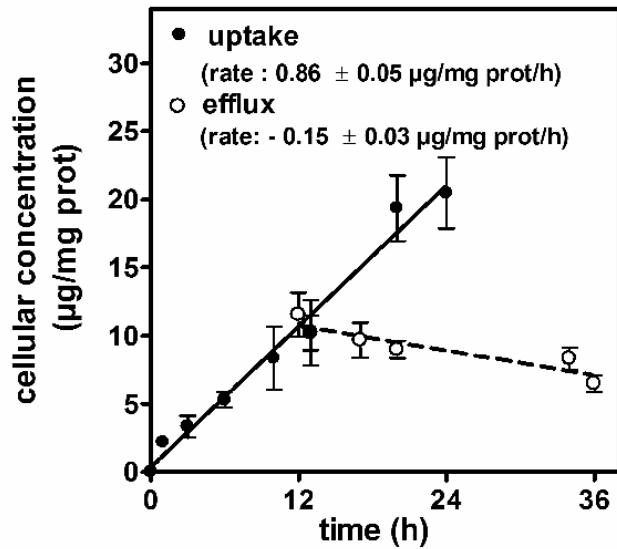 uptake
(rate : 0.86 ± 0.05 µg/mg prot/h)
efflux
(rate: - 0.15 ± 0.03 µg/mg prot/h)
cellular concentration
(µg/mg prot)
30
25
20
15
10
5
0
0 12 24 36
time (h)